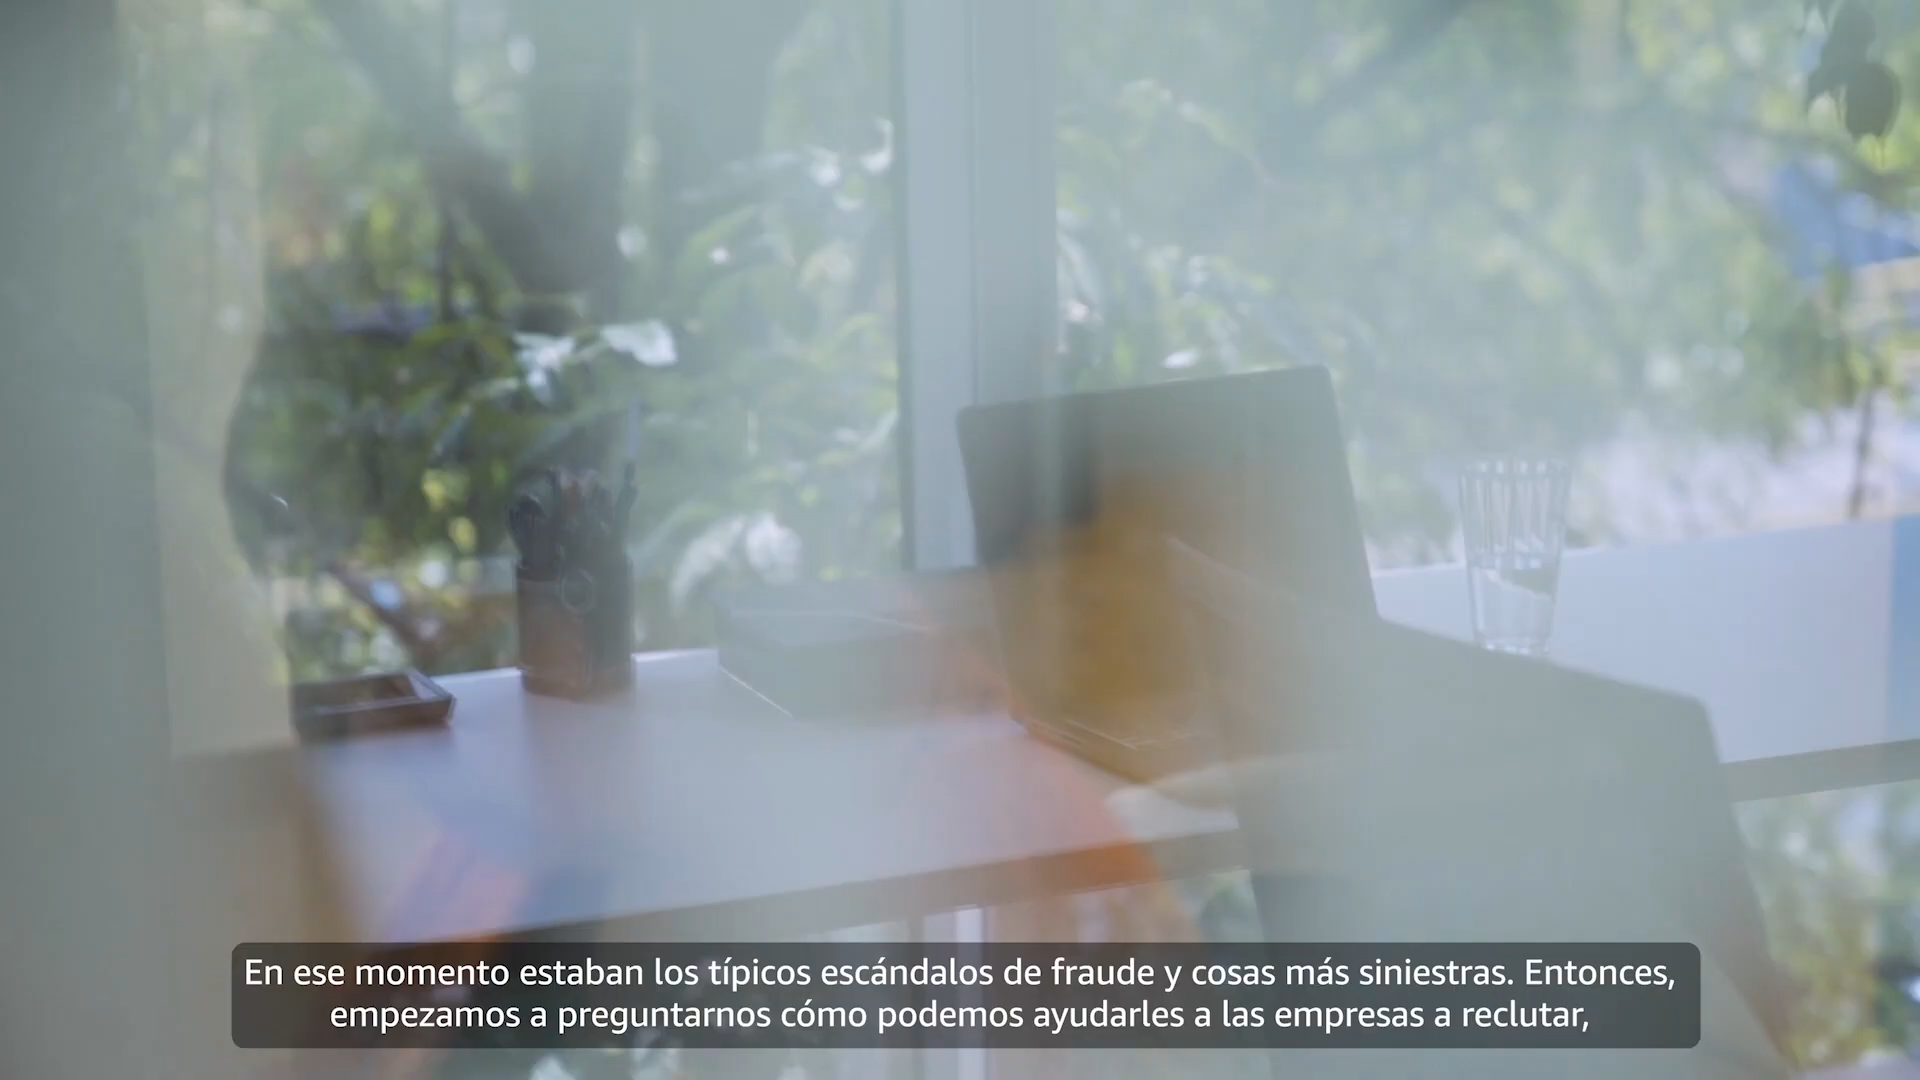 En ese momento estaban los típicos escándalos de fraude y cosas más siniestras. Entonces,
empezamos a preguntarnos cómo podemos ayudarles a las empresas a reclutar,